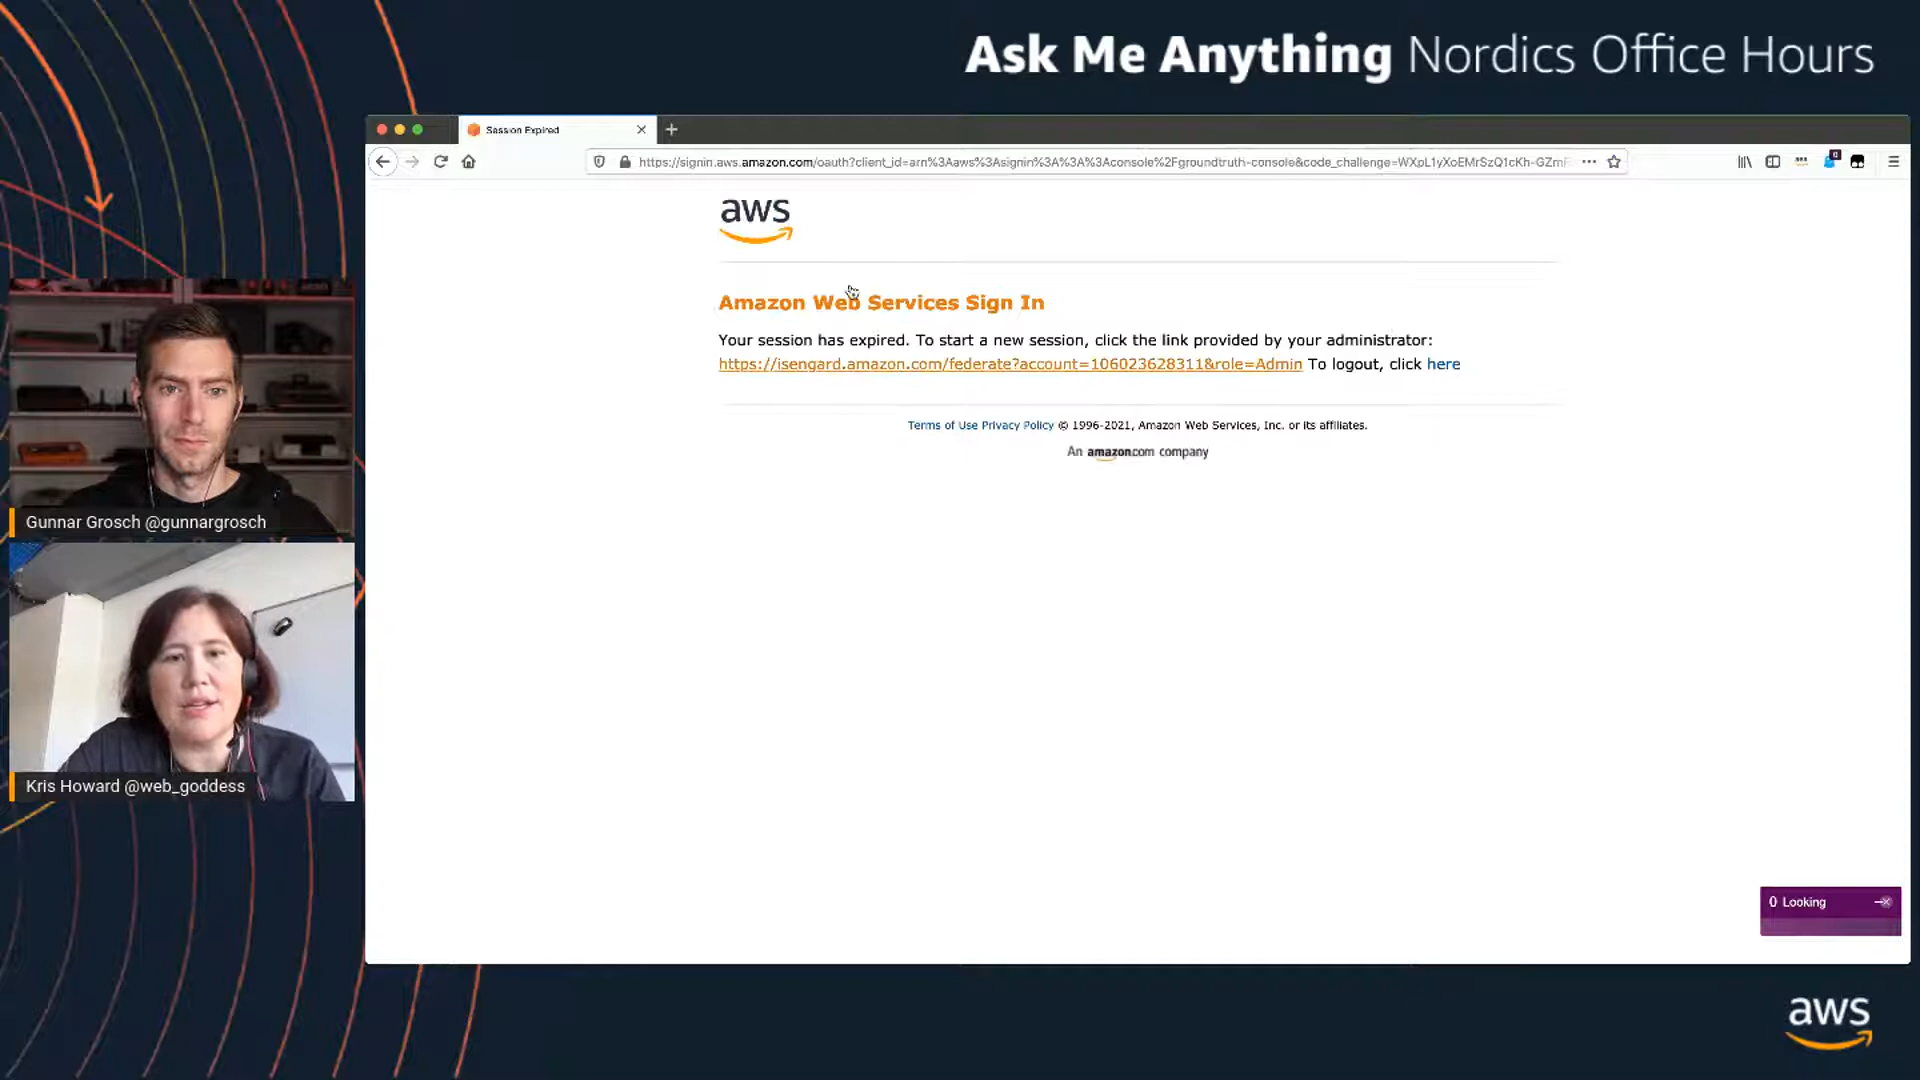 Ask Me Anything Nordics Office Hours
Session Expired
https://signin.aws.amazon.com/oauth?client_id=arn%3Aaws%3Asignin%3A%3A%3Aconsole%2Fgroundtruth-console&code_challenge=WXpL1yXoEMrSzQ1cKh-GZm
aws
Amazon Web Services Sign In
Your session has expired. To start a new session, click the link provided by your administrator:
https://isengard.amazon.com/federate?account=106023628311&role=Admin To logout, click here
Terms of Use Privacy Policy © 1996-2021, Amazon Web Services, Inc. or its affiliates.
An amazon.com company
Gunnar Grosch @gunnargrosch
Kris Howard @web_goddess
0 Looking
aws